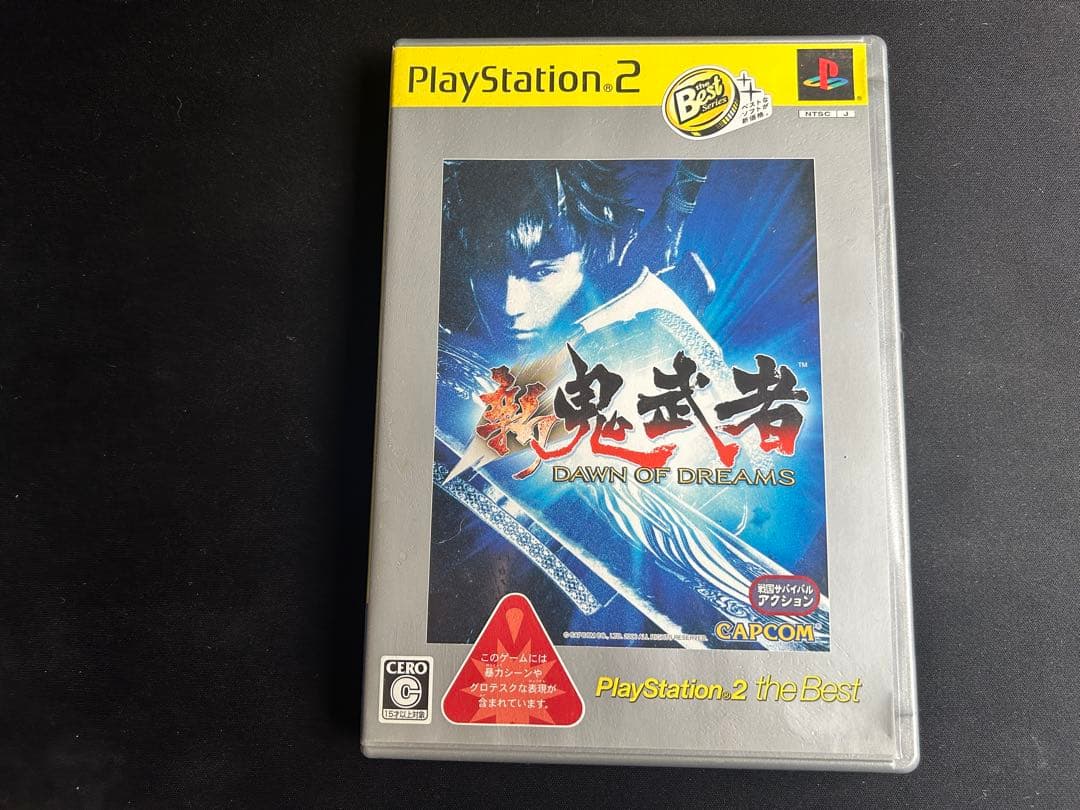 PlayStation®2
the Best Series
ベストな
ソフトが
新価格。
NTSC J
新鬼武者™
DAWN OF DREAMS
戦国サバイバル
アクション
© CAPCOM CO., LTD. 2006 ALL RIGHTS RESERVED.
CAPCOM®
このゲームには
暴力シーンや
グロテスクな表現が
含まれています。
CERO
C
15才以上対象
PlayStation®2 the Best